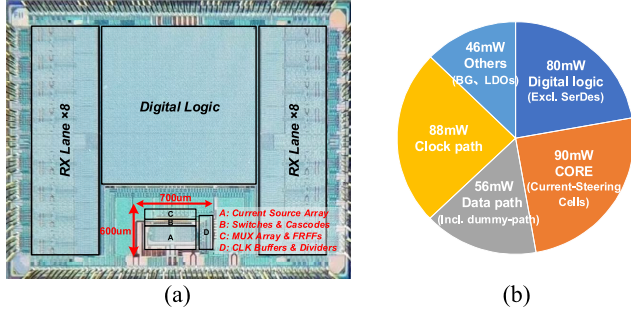 RX Lane ×8
Digital Logic
RX Lane ×8
700um
600um
C
B
A
D
A: Current Source Array
B: Switches & Cascodes
C: MUX Array & FRFFs
D: CLK Buffers & Dividers
(a)
46mW
Others
(BG、LDOs)
80mW
Digital logic
(Excl. SerDes)
88mW
Clock path
90mW
CORE
(Current-Steering
Cells)
56mW
Data path
(Incl. dummy-path)
(b)